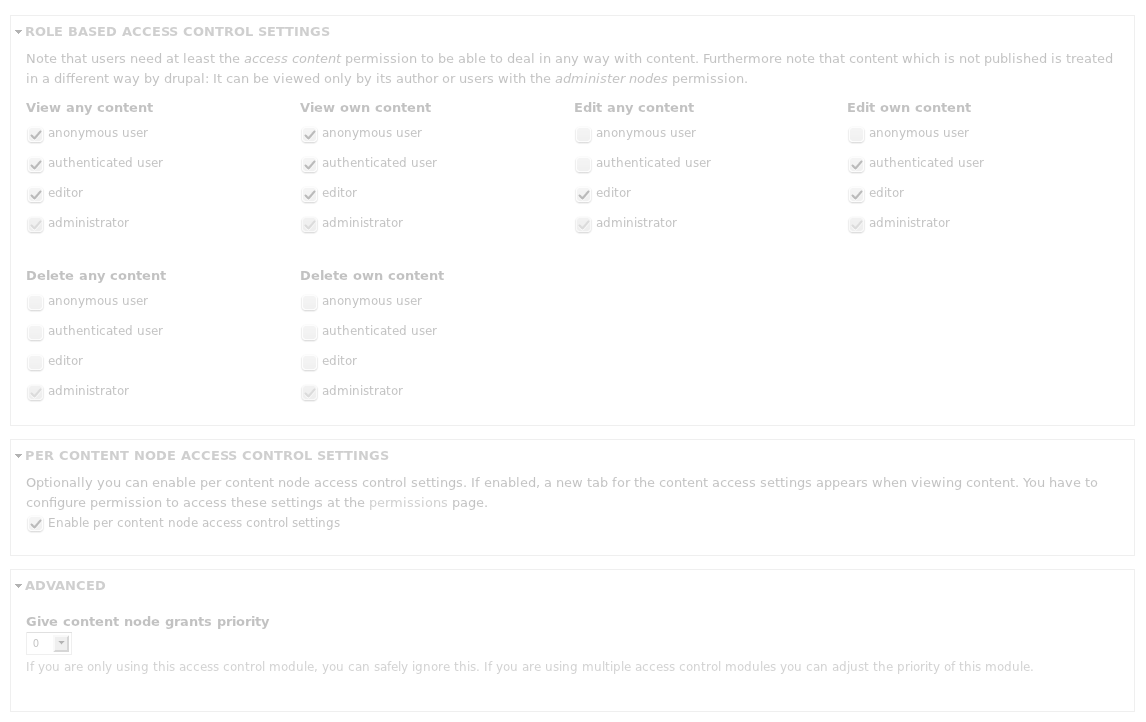 ROLE BASED ACCESS CONTROL SETTINGS
Note that users need at least the access content permission to be able to deal in any way with content. Furthermore note that content which is not published is treated
in a different way by drupal: It can be viewed only by its author or users with the administer nodes permission.
View any content
anonymous user
authenticated user
editor
administrator
View own content
anonymous user
authenticated user
editor
administrator
Edit any content
anonymous user
authenticated user
editor
administrator
Edit own content
anonymous user
authenticated user
editor
administrator
Delete any content
anonymous user
authenticated user
editor
administrator
Delete own content
anonymous user
authenticated user
editor
administrator
PER CONTENT NODE ACCESS CONTROL SETTINGS
Optionally you can enable per content node access control settings. If enabled, a new tab for the content access settings appears when viewing content. You have to
configure permission to access these settings at the permissions page.
Enable per content node access control settings
ADVANCED
Give content node grants priority
0
If you are only using this access control module, you can safely ignore this. If you are using multiple access control modules you can adjust the priority of this module.